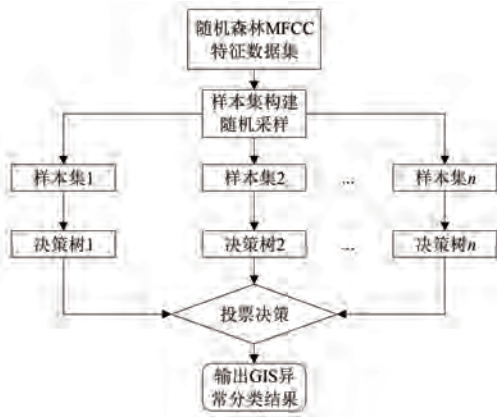 随机森林MFCC
特征数据集
样本集构建
随机采样
样本集1
样本集2
...
样本集n
决策树1
决策树2
...
决策树n
投票决策
输出GIS异
常分类结果